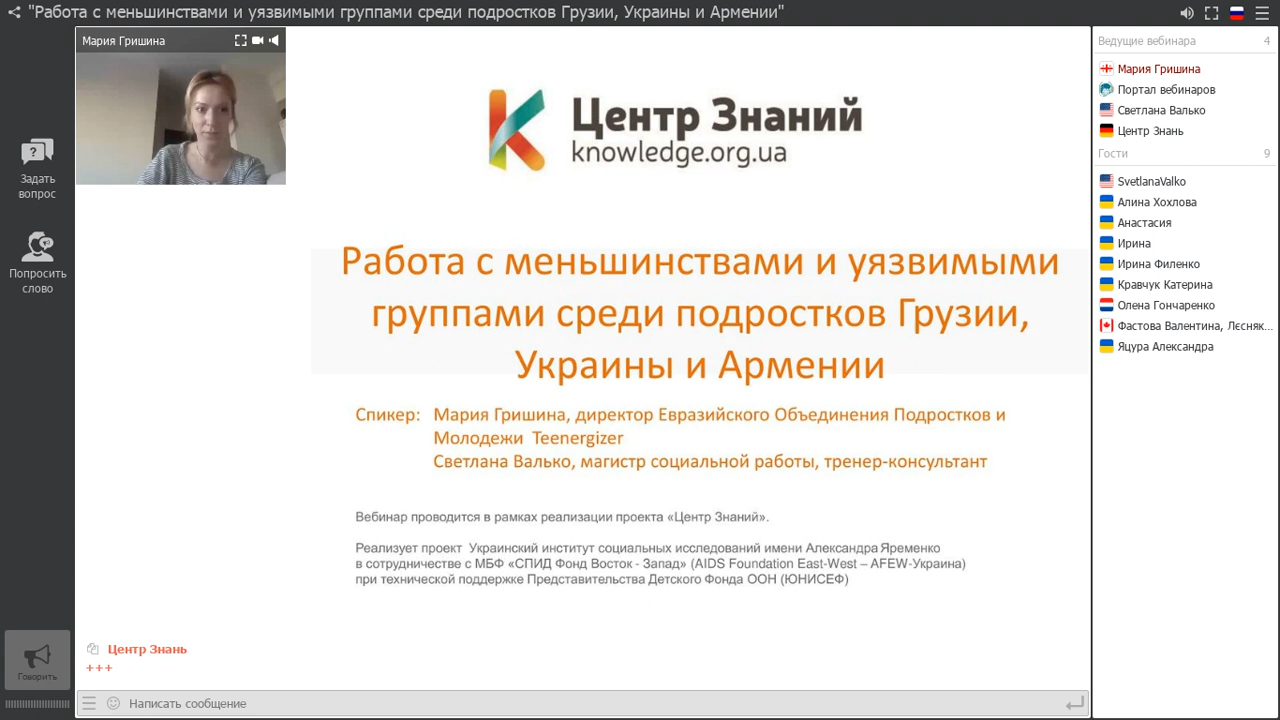 "Работа с меньшинствами и уязвимыми группами среди подростков Грузии, Украины и Армении"
Мария Гришина
Задать
вопрос
Попросить
слово
Говорить
Центр Знаний
knowledge.org.ua
Работа с меньшинствами и уязвимыми
группами среди подростков Грузии,
Украины и Армении
Спикер: Мария Гришина, директор Евразийского Объединения Подростков и
Молодежи Teenergizer
Светлана Валько, магистр социальной работы, тренер-консультант
Вебинар проводится в рамках реализации проекта «Центр Знаний».
Реализует проект Украинский институт социальных исследований имени Александра Яременко
в сотрудничестве с МБФ «СПИД Фонд Восток - Запад» (AIDS Foundation East-West – AFEW-Украина)
при технической поддержке Представительства Детского Фонда ООН (ЮНИСЕФ)
Центр Знань
+++
Написать сообщение
Ведущие вебинара 4
Мария Гришина
Портал вебинаров
Светлана Валько
Центр Знань
Гости 9
SvetlanaValko
Алина Хохлова
Анастасия
Ирина
Ирина Филенко
Кравчук Катерина
Олена Гончаренко
Фастова Валентина, Лєсняк...
Яцура Александра